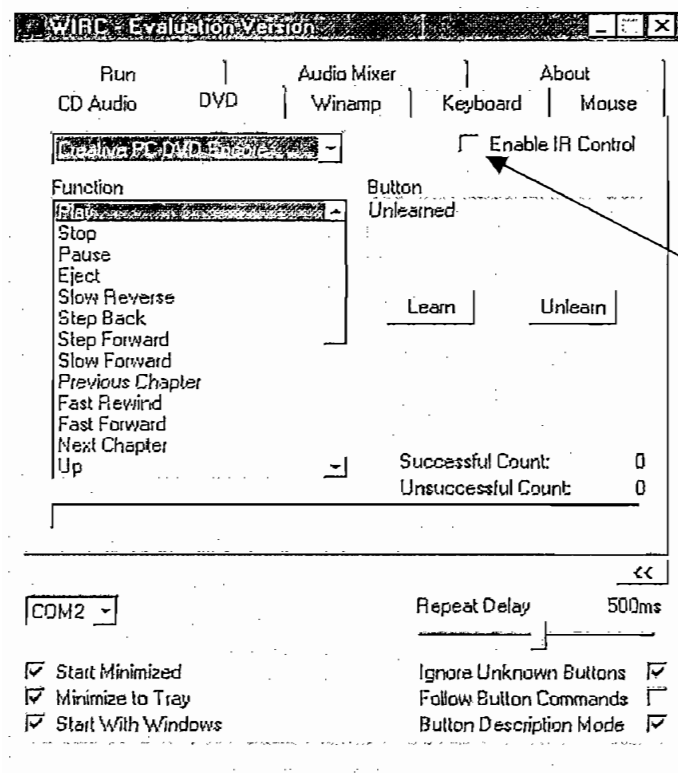 WIRC - Evaluation Version
Run Audio Mixer About
CD Audio DVD Winamp Keyboard Mouse
Creative PC-DVD Encore
Enable IR Control
Function Button
Play Unlearned
Stop
Pause
Eject
Slow Reverse
Learn Unlearn
Step Back
Step Forward
Slow Forward
Previous Chapter
Fast Rewind
Fast Forward
Next Chapter
Up
Successful Count: 0
Unsuccessful Count: 0
<<
COM2 Repeat Delay 500ms
Start Minimized Ignore Unknown Buttons
Minimize to Tray Follow Button Commands
Start With Windows Button Description Mode